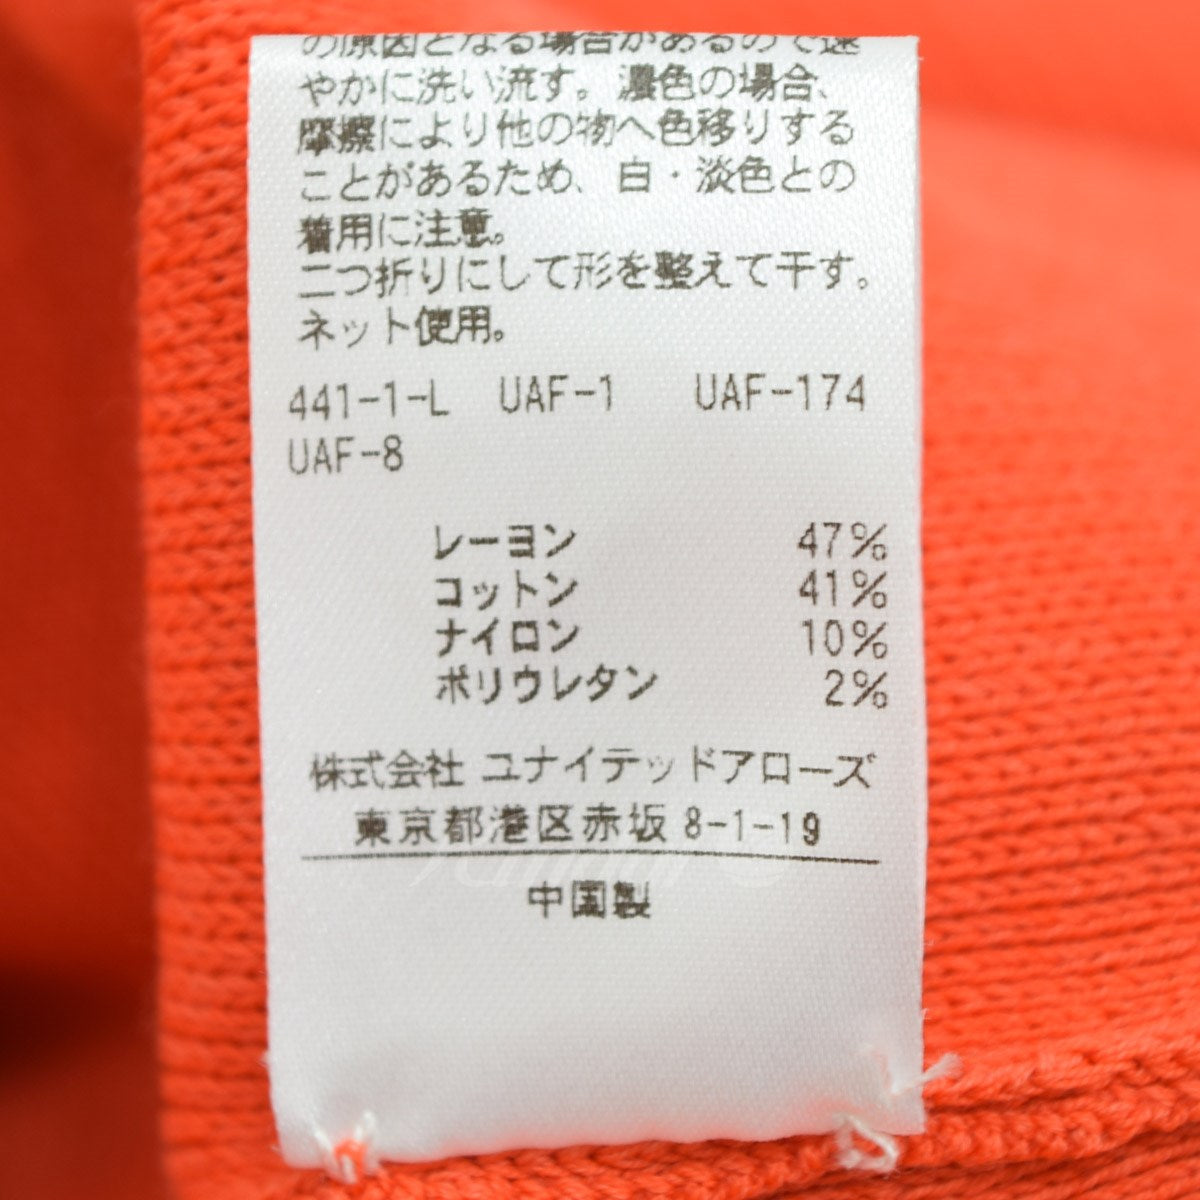 の原因となる場合があるので速
やかに洗い流す。濃色の場合、
摩擦により他の物へ色移りする
ことがあるため、白・淡色との
着用に注意。
二つ折りにして形を整えて干す。
ネット使用。
441-1-L UAF-1 UAF-174
UAF-8
レーヨン 47%
コットン 41%
ナイロン 10%
ポリウレタン 2%
株式会社 ユナイテッドアローズ
東京都港区赤坂 8-1-19
中国製